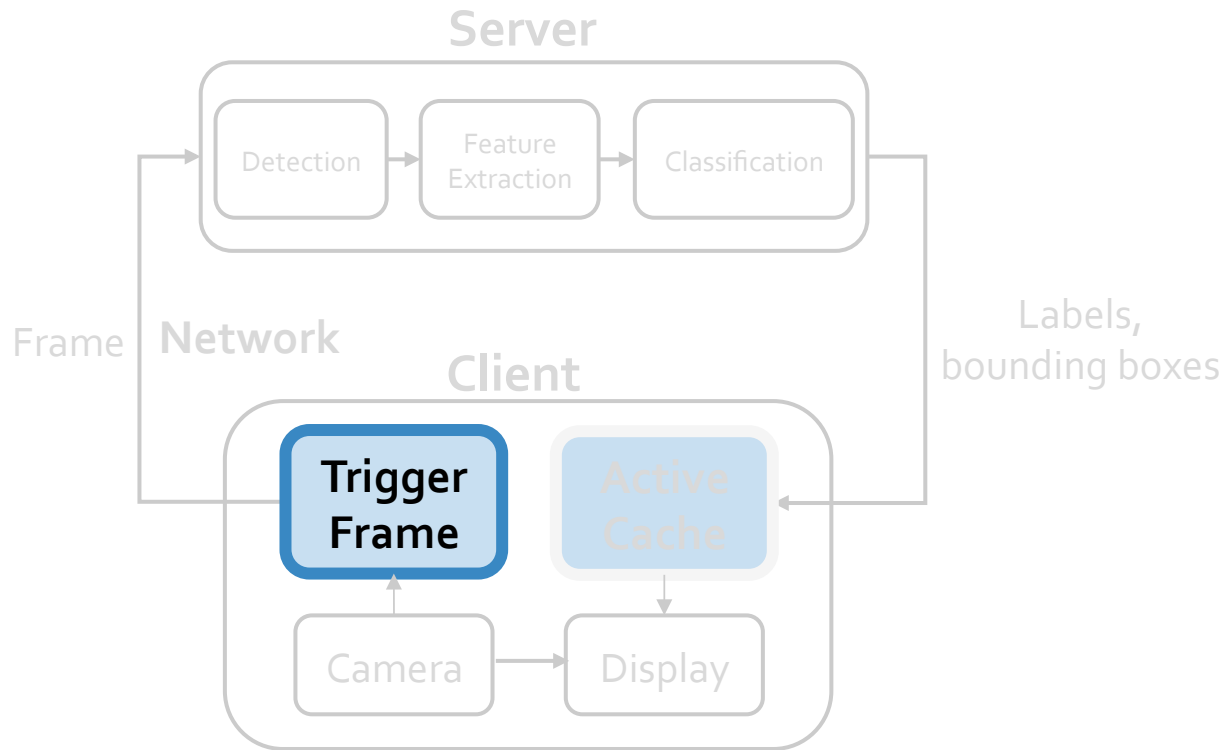 Server
Detection
Feature
Extraction
Classification
Frame
Network
Labels,
bounding boxes
Client
Trigger
Frame
Active
Cache
Camera
Display